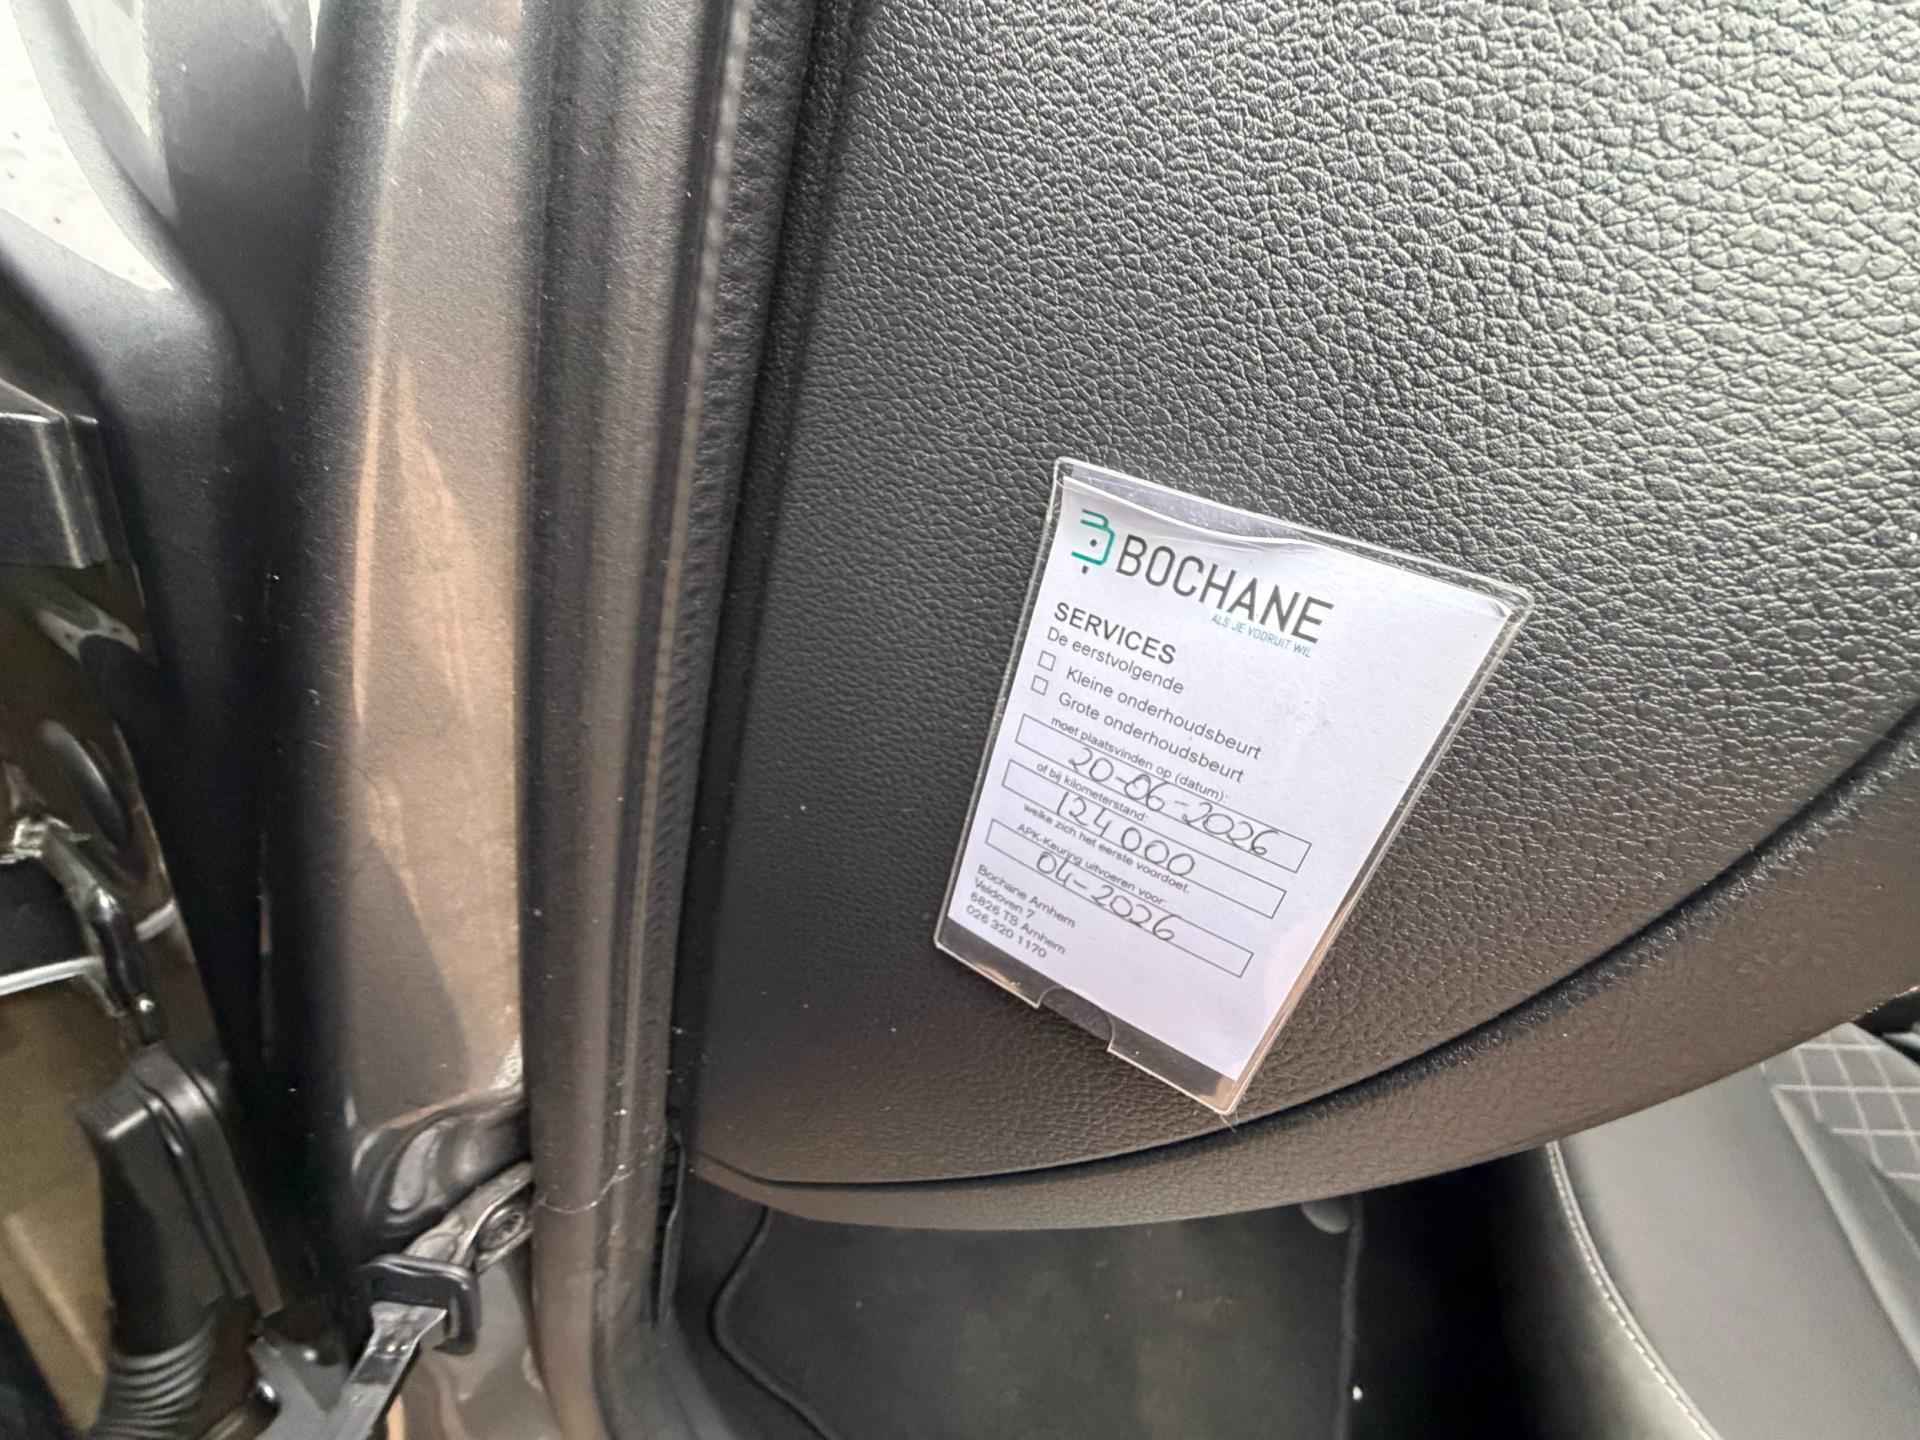 BOCHANE
ALS JE VOORUIT WIL
SERVICES
De eerstvolgende
Kleine onderhoudsbeurt
Grote onderhoudsbeurt
moet plaatsvinden op (datum):
20-06-2026
of bij kilometerstand:
124000
welke zich het eerste voordoet.
APK-Keuring uitvoeren voor:
04-2026
Bochane Arnhem
Veldoven 7
6826 TS Arnhem
026 320 1170